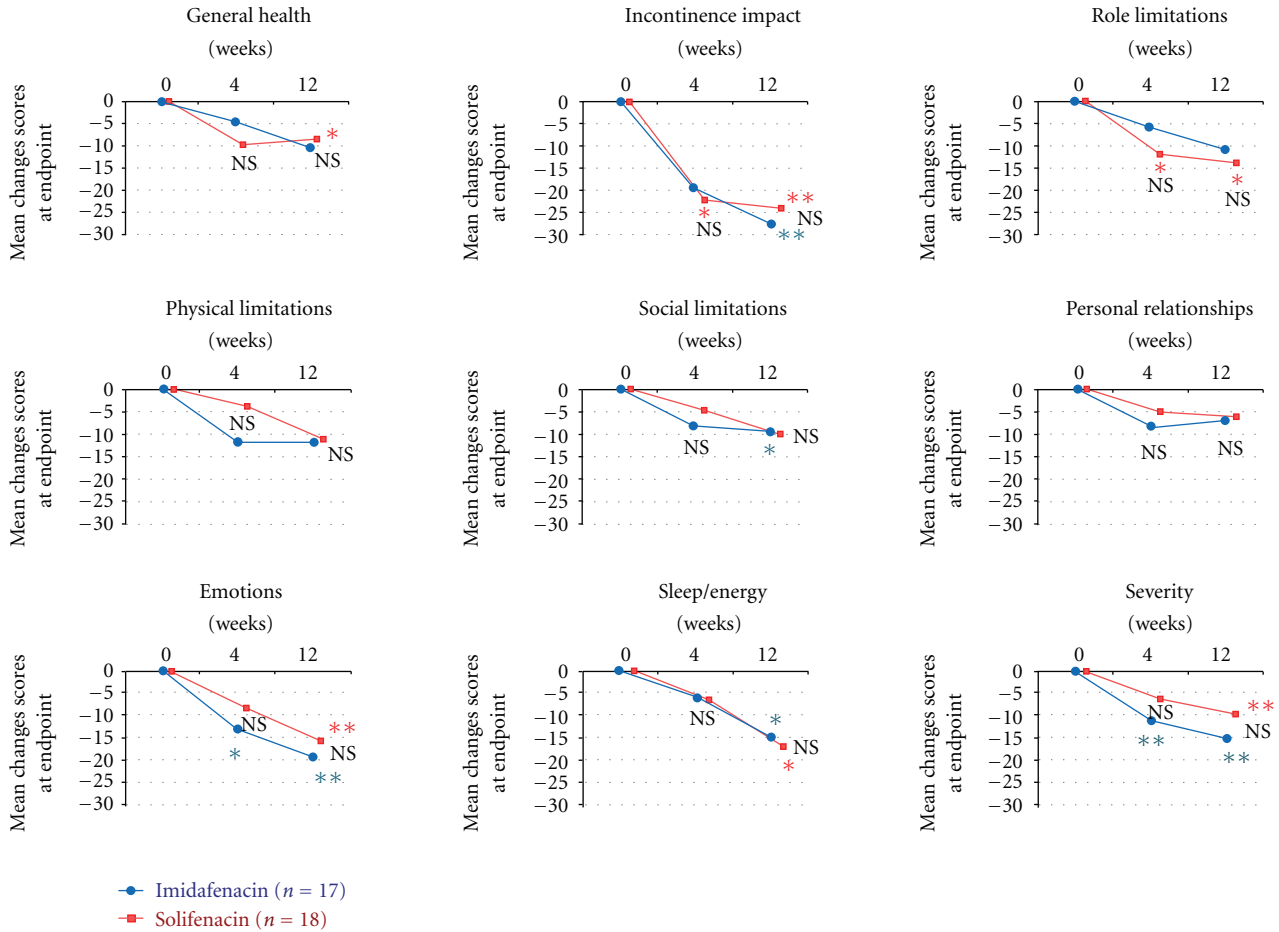 General health
(weeks)
0 4 12
Mean changes scores
at endpoint
0
−5
−10
−15
−20
−25
−30
NS
NS
*
Incontinence impact
(weeks)
0 4 12
Mean changes scores
at endpoint
0
−5
−10
−15
−20
−25
−30
*
NS
**
NS
**
Role limitations
(weeks)
0 4 12
Mean changes scores
at endpoint
0
−5
−10
−15
−20
−25
−30
*
NS
*
NS
Physical limitations
(weeks)
0 4 12
Mean changes scores
at endpoint
0
−5
−10
−15
−20
−25
−30
NS
NS
Social limitations
(weeks)
0 4 12
Mean changes scores
at endpoint
0
−5
−10
−15
−20
−25
−30
NS
NS
*
Personal relationships
(weeks)
0 4 12
Mean changes scores
at endpoint
0
−5
−10
−15
−20
−25
−30
NS
NS
Emotions
(weeks)
0 4 12
Mean changes scores
at endpoint
0
−5
−10
−15
−20
−25
−30
NS
*
**
NS
**
Sleep/energy
(weeks)
0 4 12
Mean changes scores
at endpoint
0
−5
−10
−15
−20
−25
−30
NS
*
NS
*
Severity
(weeks)
0 4 12
Mean changes scores
at endpoint
0
−5
−10
−15
−20
−25
−30
NS
**
**
NS
**
Imidafenacin (n = 17)
Solifenacin (n = 18)